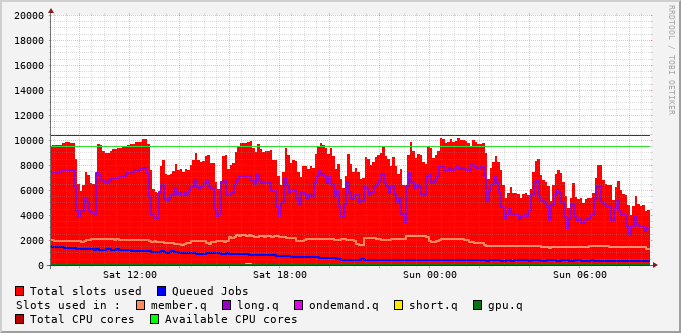 20000
18000
16000
14000
12000
10000
8000
6000
4000
2000
0
Sat 12:00 Sat 18:00 Sun 00:00 Sun 06:00
RRDTOOL / TOBI OETIKER
Total slots used Queued Jobs
Slots used in : member.q long.q ondemand.q short.q gpu.q
Total CPU cores Available CPU cores